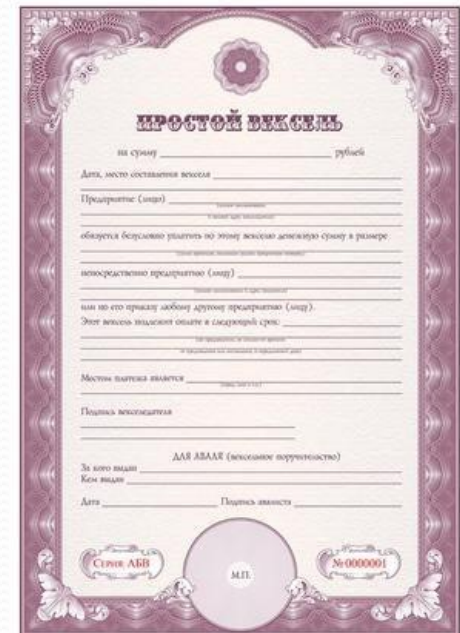 ПРОСТОЙ ВЕКСЕЛЬ
на сумму рублей
Дата, место составления векселя
Предприятие (лицо)
обязуется безусловно уплатить по этому векселю денежную сумму в размере
непосредственно предприятию (лицу)
или по его приказу любому другому предприятию (лицу).
Этот вексель подлежит оплате в следующий срок:
Местом платежа является
Подпись векселедателя
ДЛЯ АВАЛЯ (вексельное поручительство)
За кого выдан
Кем выдан
Дата Подпись авалиста
Серия АБВ
М.П.
№ 0000001